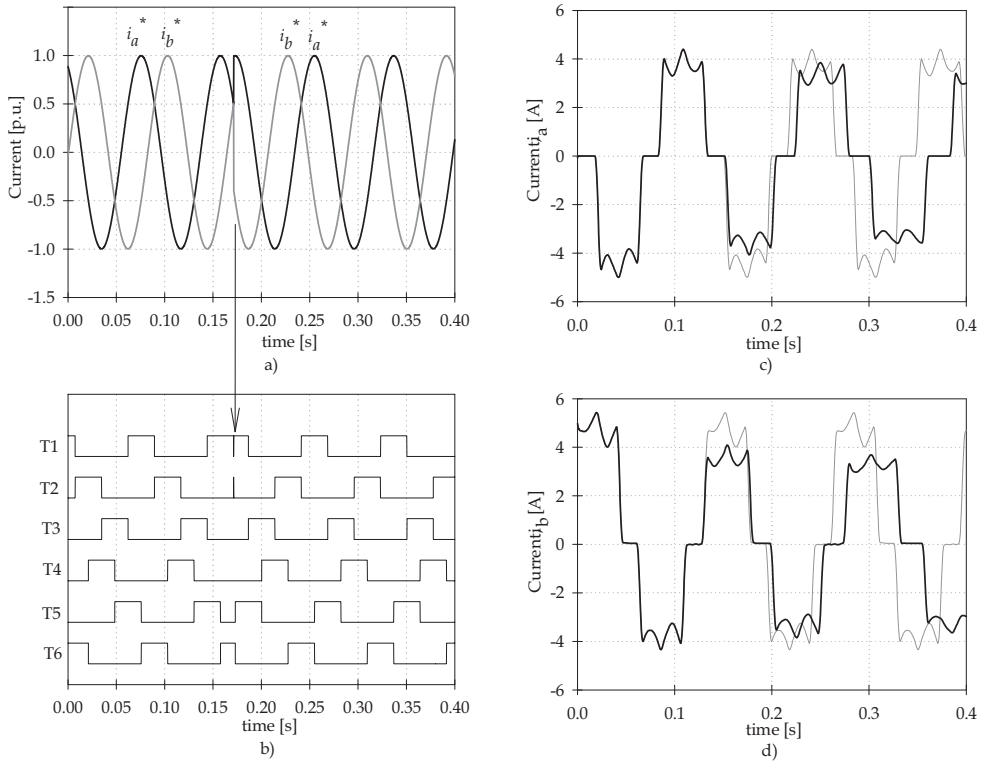 i_a^* i_b^* i_b^* i_a^*
Current [p.u.]
1.0
0.5
0.0
-0.5
-1.0
-1.5
0.00 0.05 0.10 0.15 0.20 0.25 0.30 0.35 0.40
time [s]
a)
T1
T2
T3
T4
T5
T6
0.00 0.05 0.10 0.15 0.20 0.25 0.30 0.35 0.40
time [s]
b)
Current i_a [A]
6
4
2
0
-2
-4
-6
0.0 0.1 0.2 0.3 0.4
time [s]
c)
Current i_b [A]
6
4
2
0
-2
-4
-6
0.0 0.1 0.2 0.3 0.4
time [s]
d)